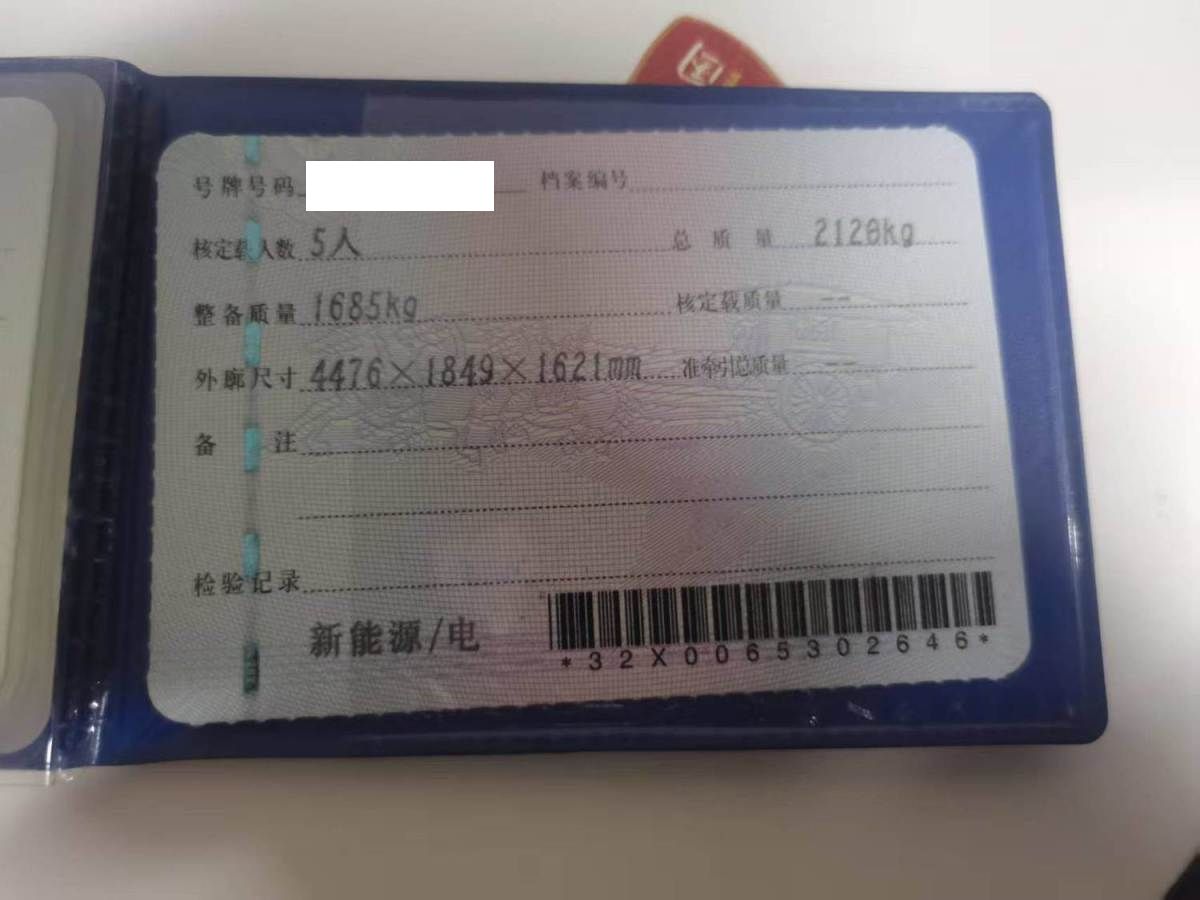 国
号牌号码 档案编号
核定载人数 5人 总质量 2120kg
整备质量 1685kg 核定载质量 --
外廓尺寸 4476×1849×1621mm 准牵引总质量 --
备注
检验记录
新能源/电
*32X0065302646*